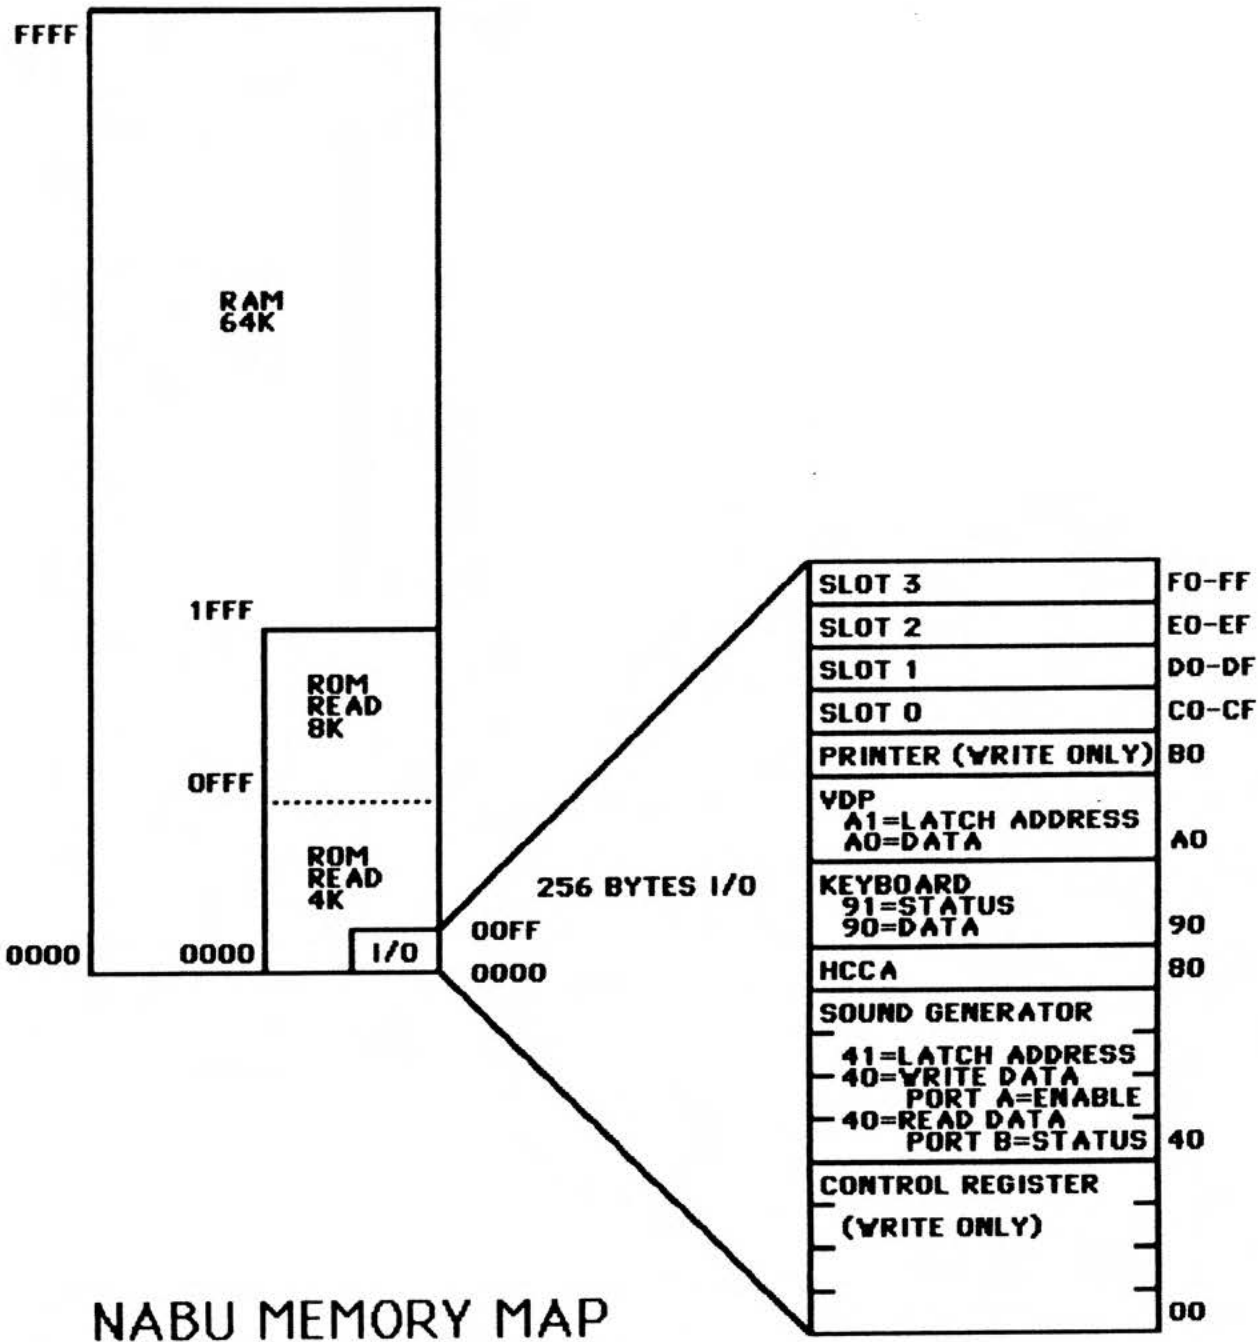 FFFF
RAM
64K
1FFF
ROM
READ
8K
0FFF
ROM
READ
4K
I/O
0000
0000
00FF
0000
256 BYTES I/O
SLOT 3 F0-FF
SLOT 2 E0-EF
SLOT 1 D0-DF
SLOT 0 C0-CF
PRINTER (WRITE ONLY) B0
VDP
A1=LATCH ADDRESS
A0=DATA A0
KEYBOARD
91=STATUS
90=DATA 90
HCCA 80
SOUND GENERATOR
41=LATCH ADDRESS
40=WRITE DATA
PORT A=ENABLE
40=READ DATA
PORT B=STATUS 40
CONTROL REGISTER
(WRITE ONLY)
00
NABU MEMORY MAP